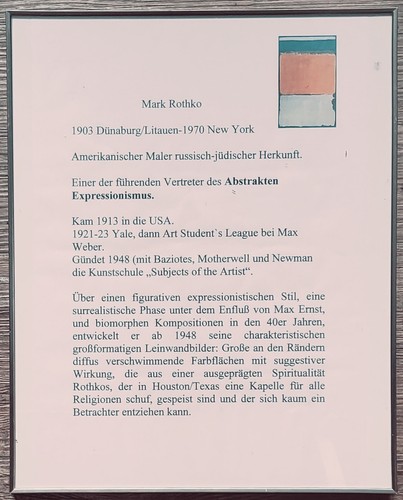 Mark Rothko
1903 Dünaburg/Litauen-1970 New York
Amerikanischer Maler russisch-jüdischer Herkunft.
Einer der führenden Vertreter des Abstrakten
Expressionismus.
Kam 1913 in die USA.
1921-23 Yale, dann Art Student`s League bei Max
Weber.
Gündet 1948 (mit Baziotes, Motherwell und Newman
die Kunstschule „Subjects of the Artist“.
Über einen figurativen expressionistischen Stil, eine
surrealistische Phase unter dem Enfluß von Max Ernst,
und biomorphen Kompositionen in den 40er Jahren,
entwickelt er ab 1948 seine charakteristischen
großformatigen Leinwandbilder: Große an den Rändern
diffus verschwimmende Farbflächen mit suggestiver
Wirkung, die aus einer ausgeprägten Spiritualität
Rothkos, der in Houston/Texas eine Kapelle für alle
Religionen schuf, gespeist sind und der sich kaum ein
Betrachter entziehen kann.